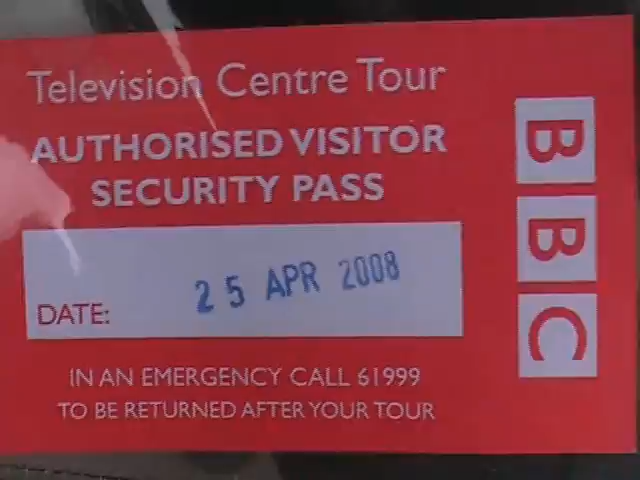 Television Centre Tour
AUTHORISED VISITOR
SECURITY PASS
DATE: 25 APR 2008
IN AN EMERGENCY CALL 61999
TO BE RETURNED AFTER YOUR TOUR
BBC